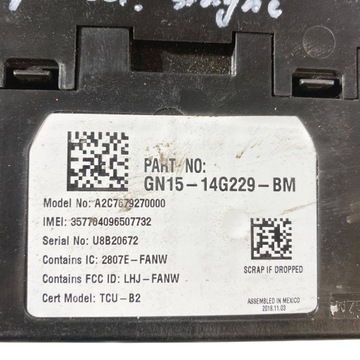 PART NO:
GN15-14G229-BM
Model No: A2C7679270000
IMEI: 357764096507732
Serial No: U8B20672
Contains IC: 2807E-FANW
Contains FCC ID: LHJ-FANW
Cert Model: TCU-B2
SCRAP IF DROPPED
ASSEMBLED IN MEXICO
2018.11.03